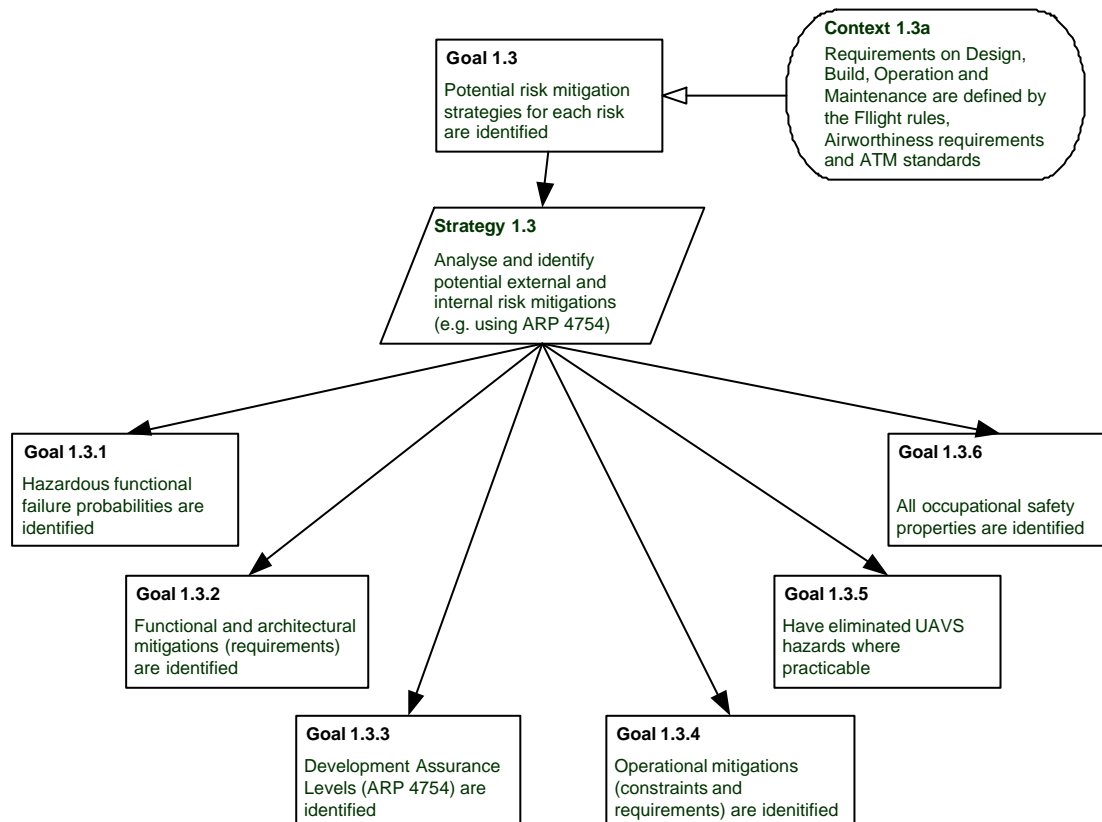 Goal 1.3
Potential risk mitigation
strategies for each risk
are identified
Context 1.3a
Requirements on Design,
Build, Operation and
Maintenance are defined by
the Fllight rules,
Airworthiness requirements
and ATM standards
Strategy 1.3
Analyse and identify
potential external and
internal risk mitigations
(e.g. using ARP 4754)
Goal 1.3.1
Hazardous functional
failure probabilities are
identified
Goal 1.3.6
All occupational safety
properties are identified
Goal 1.3.2
Functional and architectural
mitigations (requirements)
are identified
Goal 1.3.5
Have eliminated UAVS
hazards where
practicable
Goal 1.3.3
Development Assurance
Levels (ARP 4754) are
identified
Goal 1.3.4
Operational mitigations
(constraints and
requirements) are idenitified